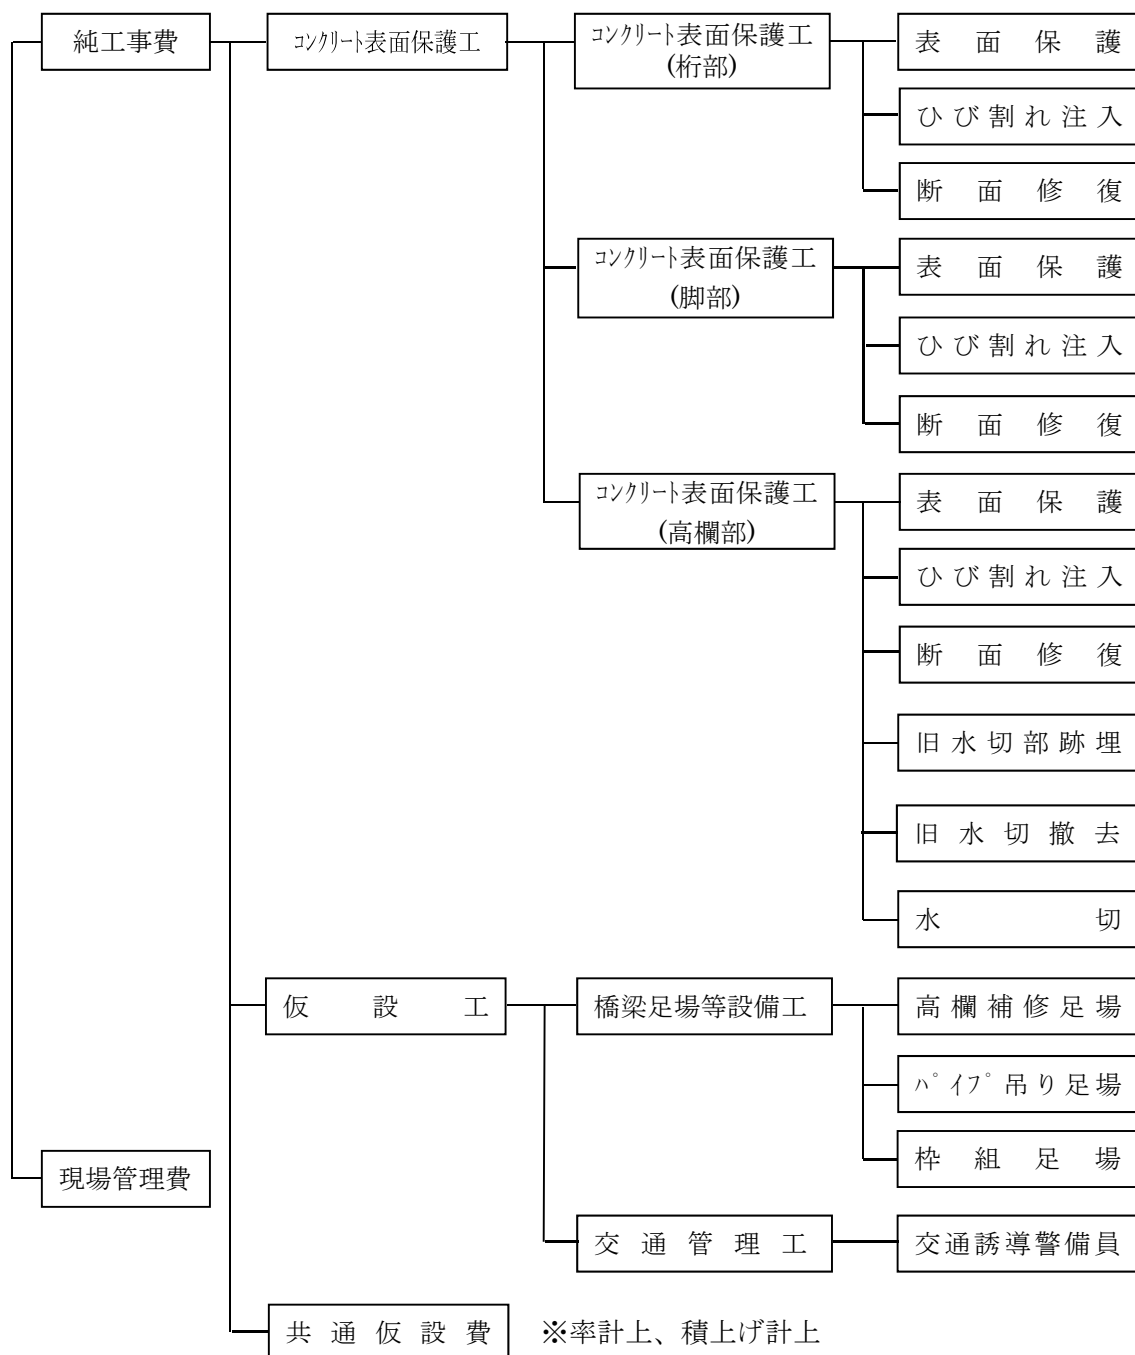 純工事費
ｺﾝｸﾘｰﾄ表面保護工
ｺﾝｸﾘｰﾄ表面保護工
(桁部)
表面保護
ひび割れ注入
断面修復
ｺﾝｸﾘｰﾄ表面保護工
(脚部)
表面保護
ひび割れ注入
断面修復
ｺﾝｸﾘｰﾄ表面保護工
(高欄部)
表面保護
ひび割れ注入
断面修復
旧水切部跡埋
旧水切撤去
水切
仮設工
橋梁足場等設備工
高欄補修足場
ﾊﾟｲﾌﾟ吊り足場
枠組足場
現場管理費
交通管理工
交通誘導警備員
共通仮設費
※率計上、積上げ計上